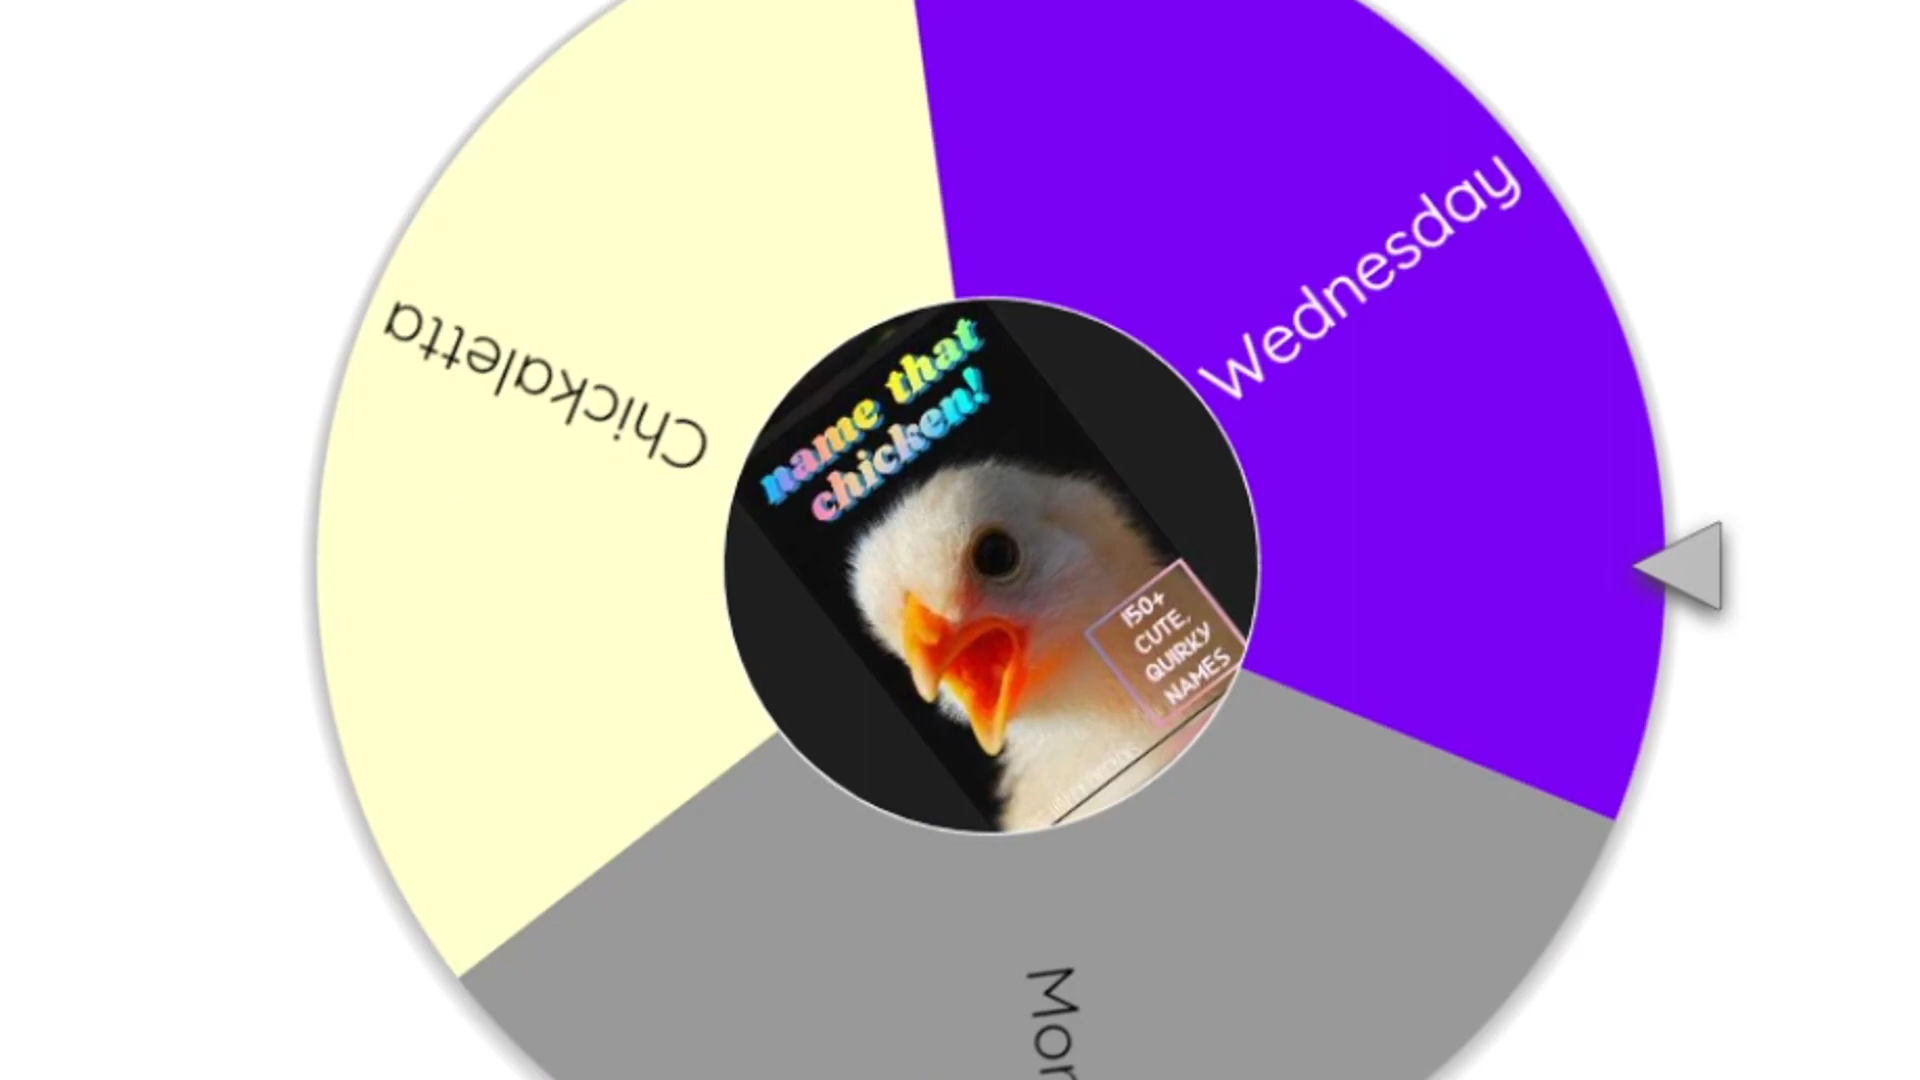 Wednesday
Chickaletta
name that
chicken!
150+
CUTE,
QUIRKY
NAMES
Mor